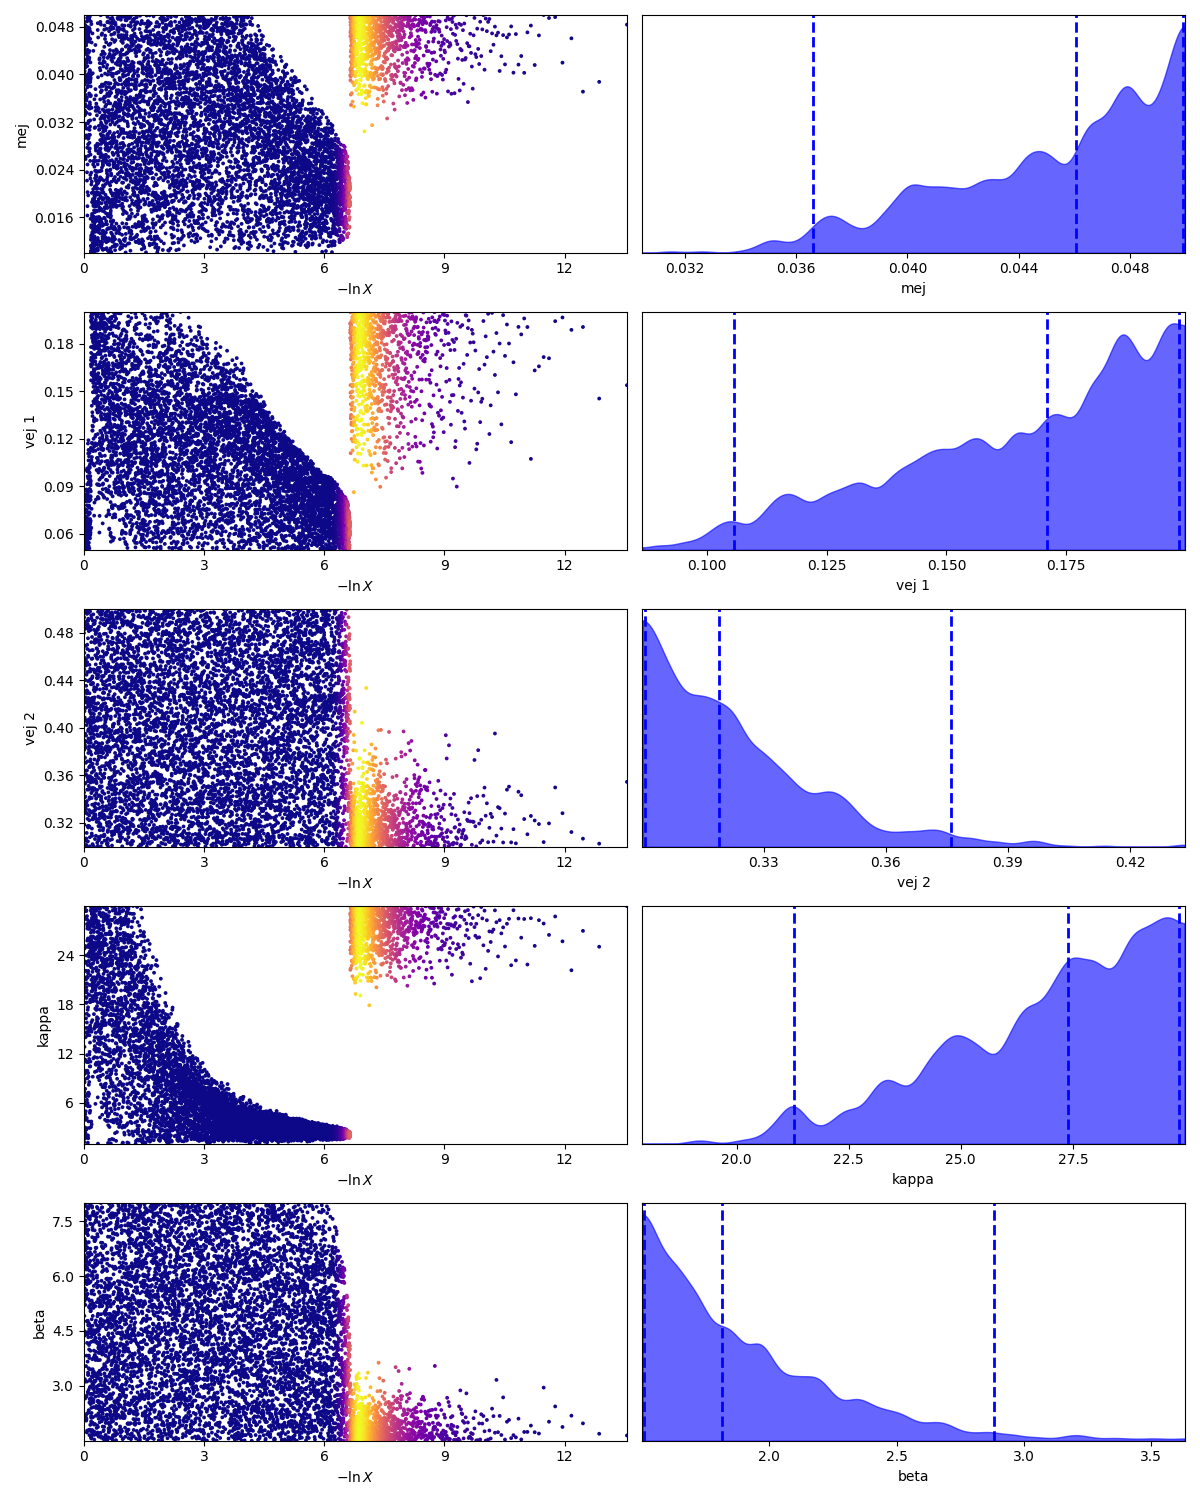 0.048
0.040
0.032
0.024
0.016
mej
0 3 6 9 12
−ln X
0.032 0.036 0.040 0.044 0.048
mej
0.18
0.15
0.12
0.09
0.06
vej 1
0 3 6 9 12
−ln X
0.100 0.125 0.150 0.175
vej 1
0.48
0.44
0.40
0.36
0.32
vej 2
0 3 6 9 12
−ln X
0.33 0.36 0.39 0.42
vej 2
24
18
12
6
kappa
0 3 6 9 12
−ln X
20.0 22.5 25.0 27.5
kappa
7.5
6.0
4.5
3.0
beta
0 3 6 9 12
−ln X
2.0 2.5 3.0 3.5
beta